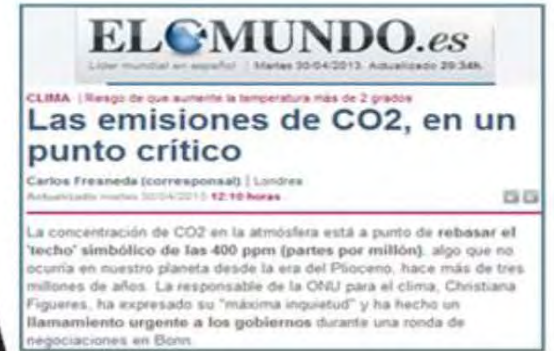 ELMUNDO.es
Líder mundial en español | Martes 30/04/2013. Actualizado 20:34h.
CLIMA | Riesgo de que aumente la temperatura más de 2 grados
Las emisiones de CO2, en un
punto crítico
Carlos Fresneda (corresponsal) | Londres
Actualizado martes 30/04/2013 12:10 horas
La concentración de CO2 en la atmósfera está a punto de rebasar el
'techo' simbólico de las 400 ppm (partes por millón), algo que no
ocurría en nuestro planeta desde la era del Plioceno, hace más de tres
millones de años. La responsable de la ONU para el clima, Christiana
Figueres, ha expresado su "máxima inquietud" y ha hecho un
llamamiento urgente a los gobiernos durante una ronda de
negociaciones en Bonn.